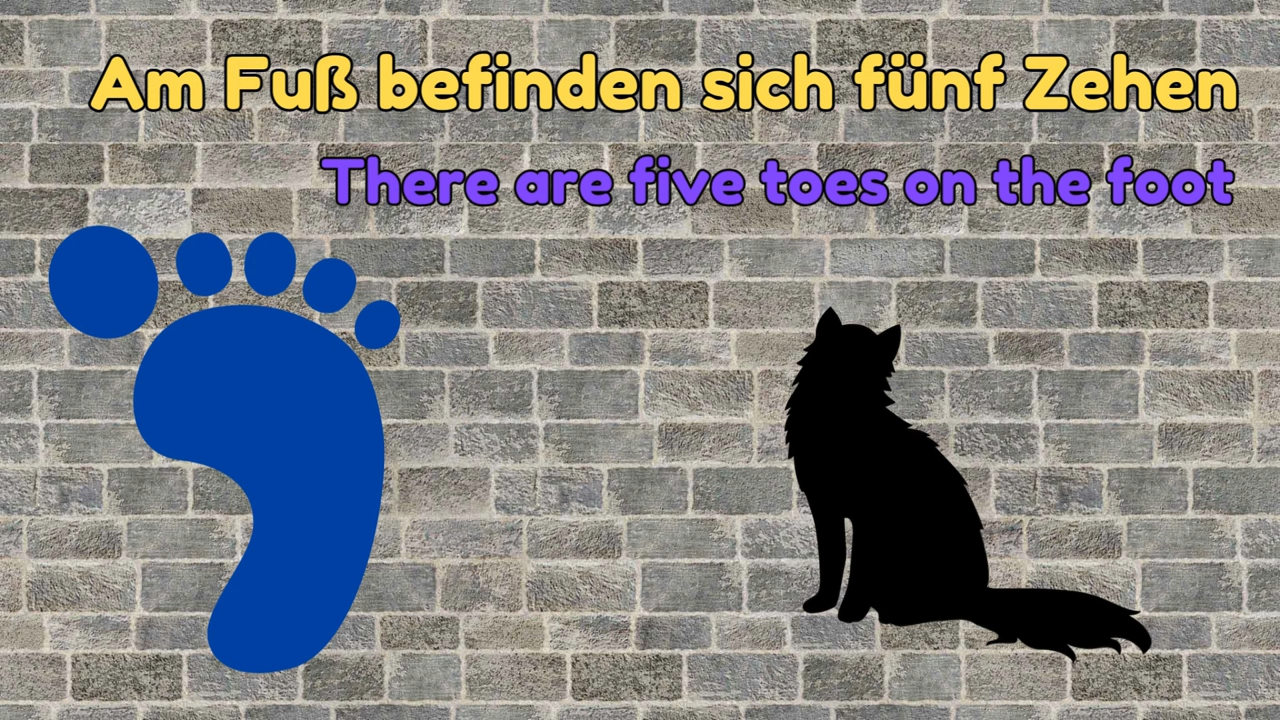 Am Fuß befinden sich fünf Zehen
There are five toes on the foot